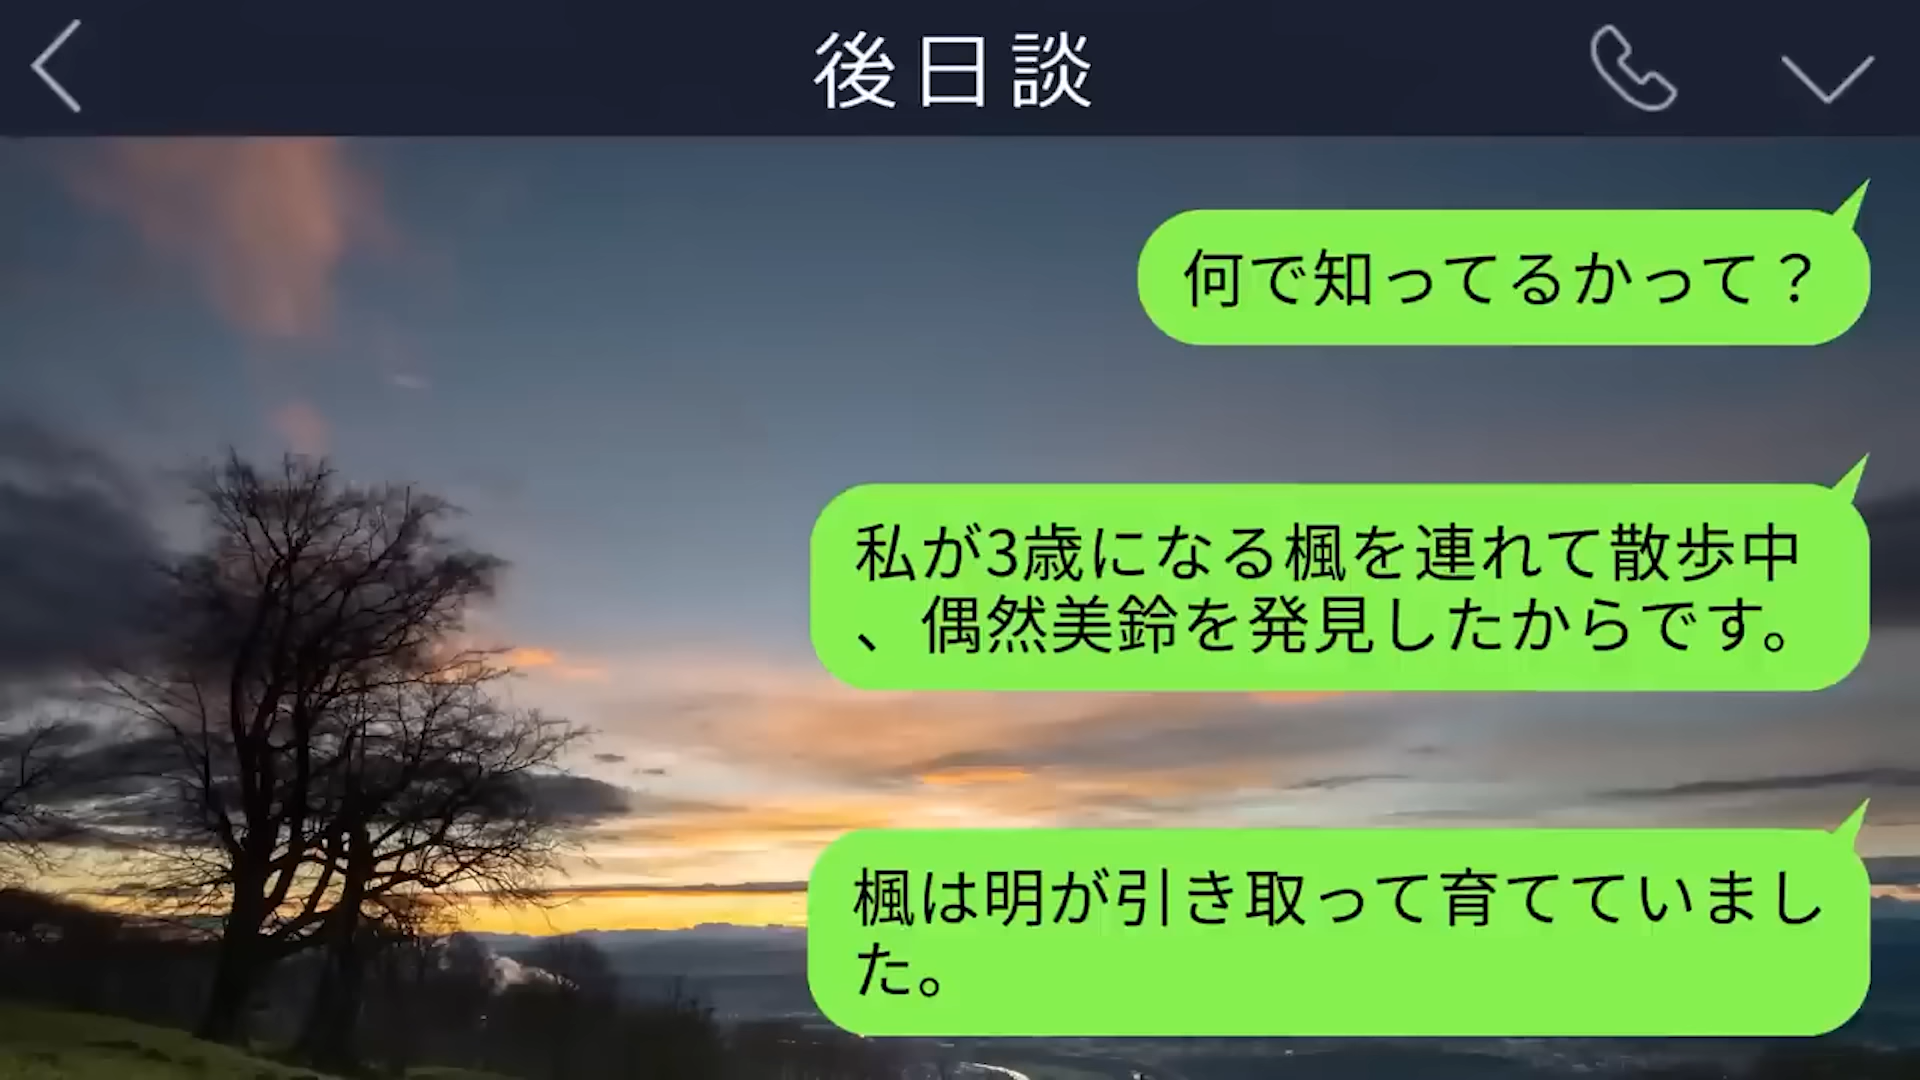 後日談
何で知ってるかって？
私が3歳になる楓を連れて散歩中
、偶然美鈴を発見したからです。
楓は明が引き取って育てていまし
た。